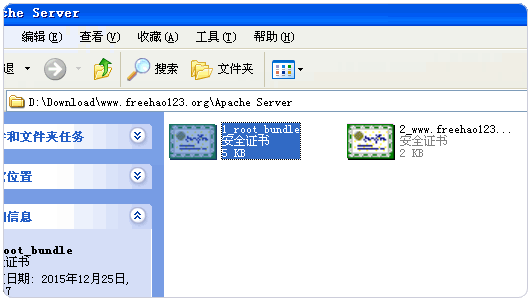 ache Server
编辑(E) 查看(V) 收藏(A) 工具(T) 帮助(H)
退 搜索 文件夹
D:\Download\www.freehao123.org\Apache Server
和文件夹任务
位置
信息
oot_bundle
证书
日期: 2015年12月25日,
7
1_root_bundle
安全证书
5 KB
2_www.freehao123...
安全证书
2 KB